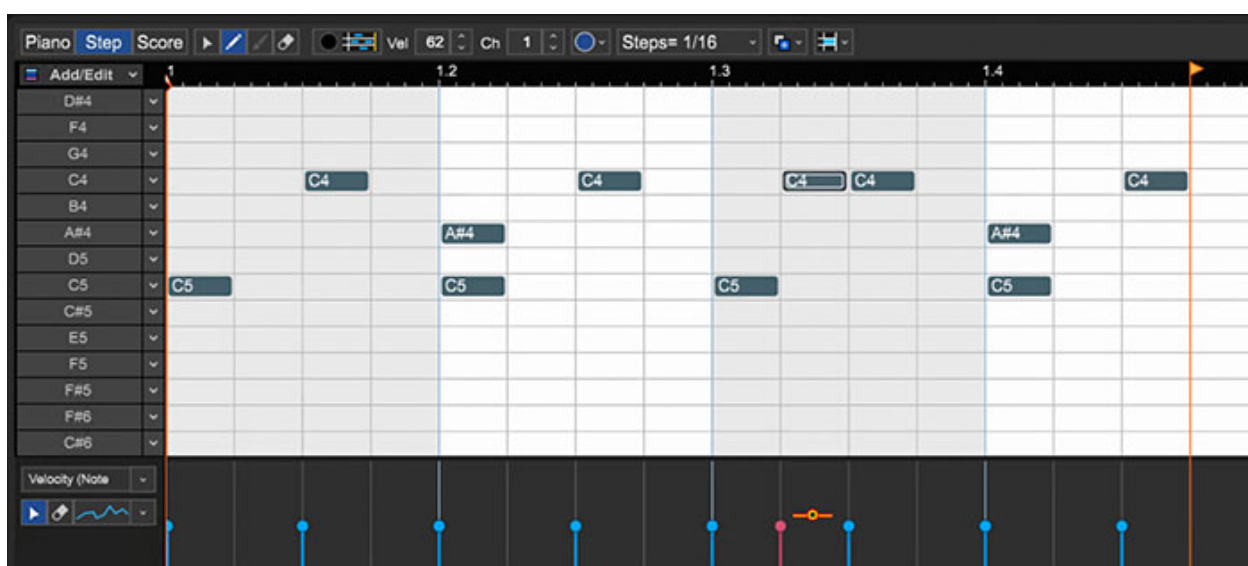 Piano Step Score Vel 62 Ch 1 Steps= 1/16
Add/Edit 1 1.2 1.3 1.4
D#4
F4
G4
C4 C4 C4 C4 C4 C4
B4
A#4 A#4 A#4
D5
C5 C5 C5 C5 C5
C#5
E5
F5
F#5
F#6
C#6
Velocity (Note